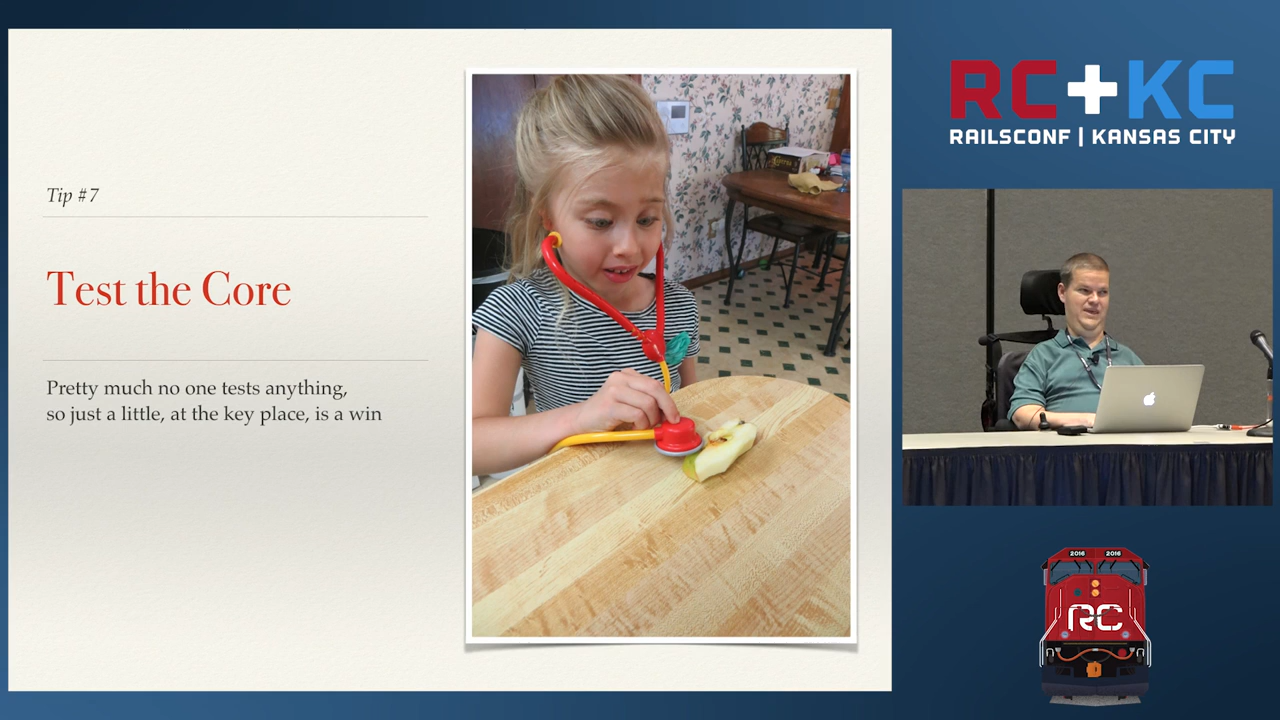 Tip #7
Test the Core
Pretty much no one tests anything,
so just a little, at the key place, is a win
RC+KC
RAILSCONF | KANSAS CITY
2016 2016
RC